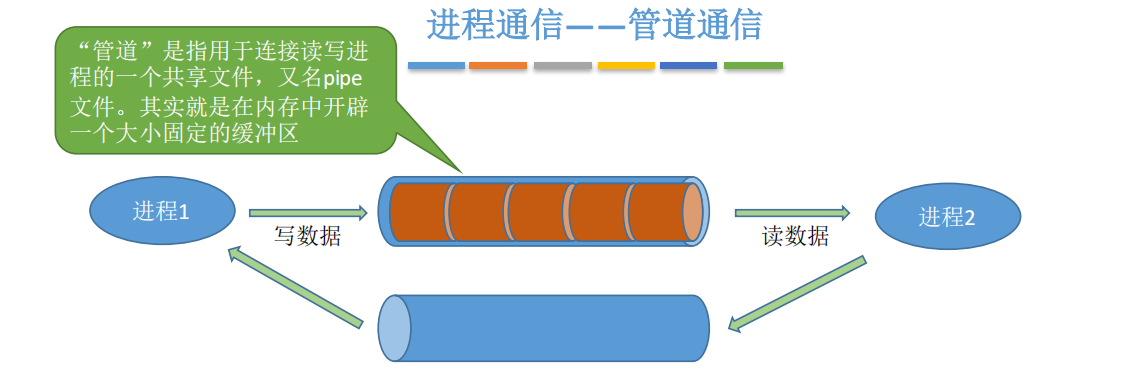 进程通信——管道通信
“管道”是指用于连接读写进
程的一个共享文件，又名pipe
文件。其实就是在内存中开辟
一个大小固定的缓冲区
进程1
写数据
读数据
进程2